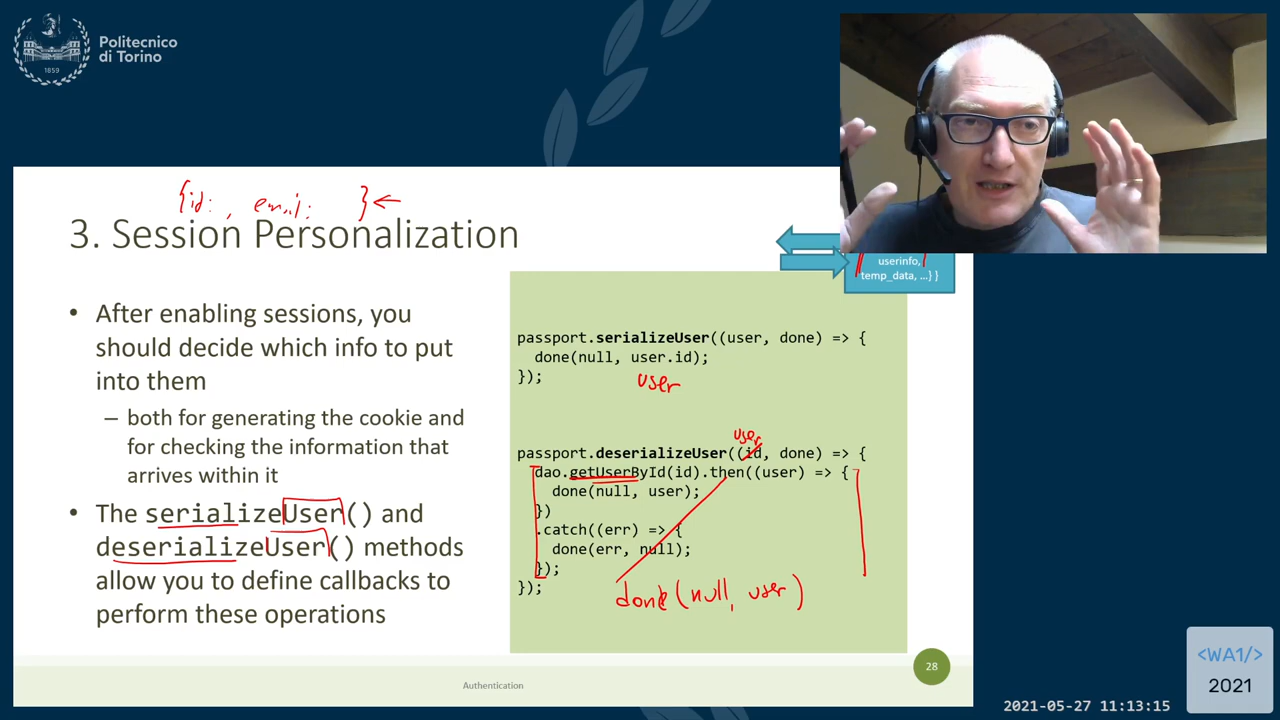 Politecnico
di Torino
1859
{id: , email: } ←
3. Session Personalization
userinfo,
temp_data, …} }
• After enabling sessions, you
should decide which info to put
into them
– both for generating the cookie and
for checking the information that
arrives within it
• The serializeUser() and
deserializeUser() methods
allow you to define callbacks to
perform these operations
passport.serializeUser((user, done) => {
done(null, user.id);
});
user
user
passport.deserializeUser((id, done) => {
dao.getUserById(id).then((user) => {
done(null, user);
})
.catch((err) => {
done(err, null);
});
});
done(null, user)
28
Authentication
<WA1/>
2021
2021-05-27 11:13:15